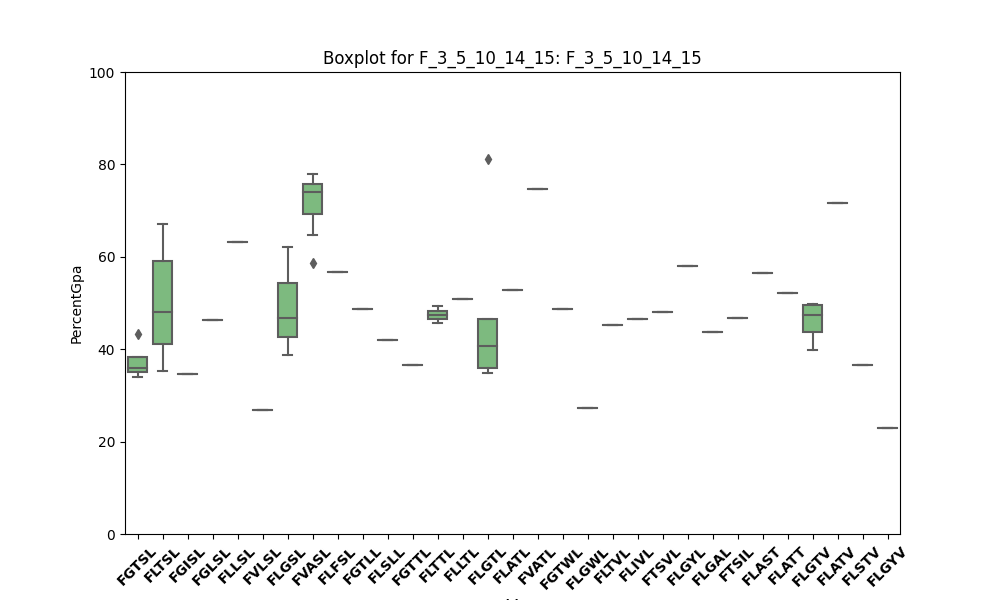 Boxplot for F_3_5_10_14_15: F_3_5_10_14_15
100
80
60
40
20
0
PercentGpa
FGTSL
FLTSL
FGISL
FGLSL
FLLSL
FVLSL
FLGSL
FVASL
FLFSL
FGTLL
FLSLL
FGTTL
FLTTL
FLLTL
FLGTL
FLATL
FVATL
FGTWL
FLGWL
FLTVL
FLIVL
FTSVL
FLGYL
FLGAL
FTSIL
FLAST
FLATT
FLGTV
FLATV
FLSTV
FLGYV